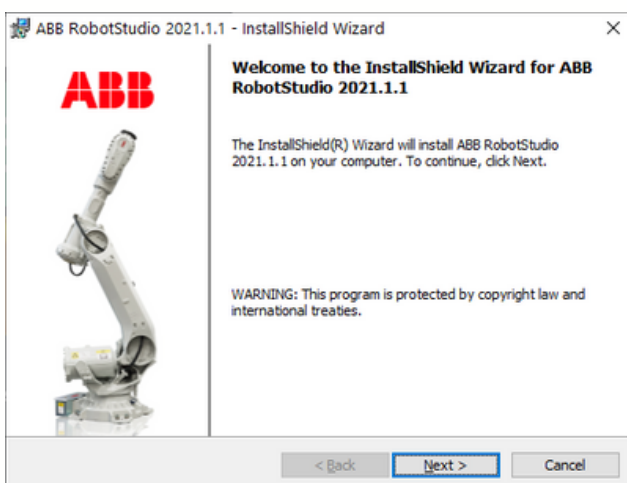 ABB RobotStudio 2021.1.1 - InstallShield Wizard
ABB
Welcome to the InstallShield Wizard for ABB
RobotStudio 2021.1.1
The InstallShield(R) Wizard will install ABB RobotStudio
2021.1.1 on your computer. To continue, click Next.
WARNING: This program is protected by copyright law and
international treaties.
< Back
Next >
Cancel